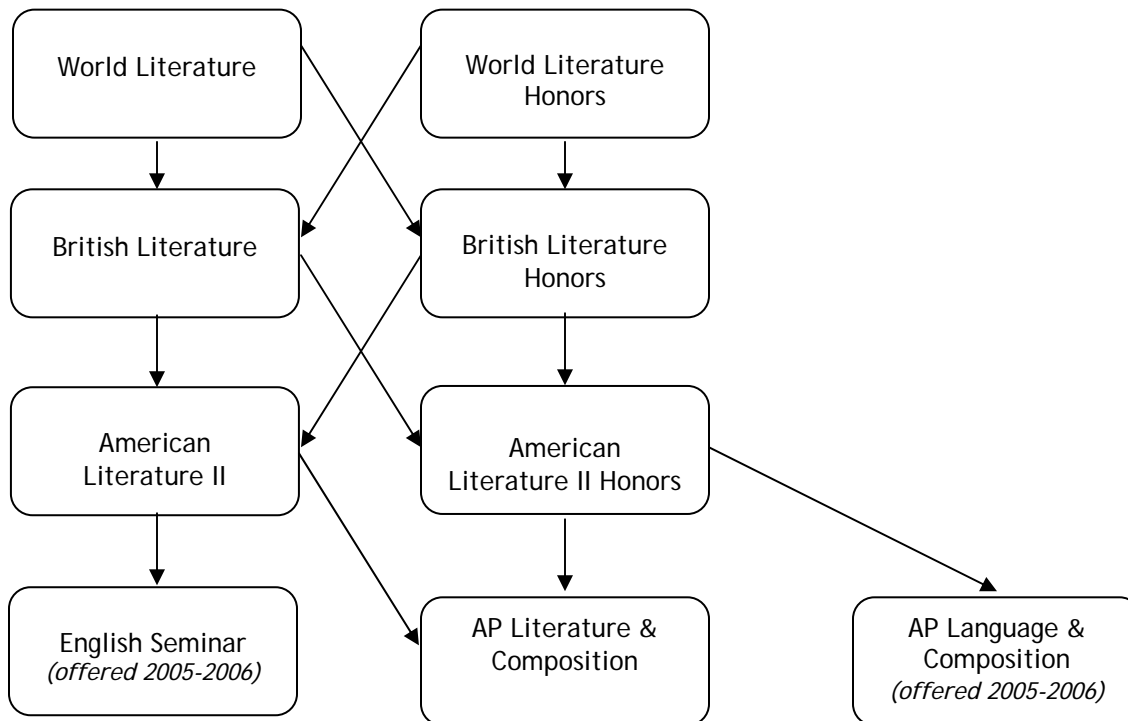 World Literature
World Literature
Honors
British Literature
British Literature
Honors
American
Literature II
American
Literature II Honors
English Seminar
(offered 2005-2006)
AP Literature &
Composition
AP Language &
Composition
(offered 2005-2006)